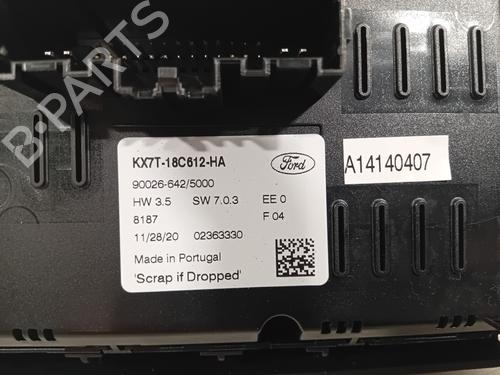 B-PARTS
KX7T-18C612-HA
Ford
90026-642/5000
HW 3.5 SW 7.0.3 EE 0
8187 F 04
11/28/20 02363330
Made in Portugal
'Scrap if Dropped'
A14140407